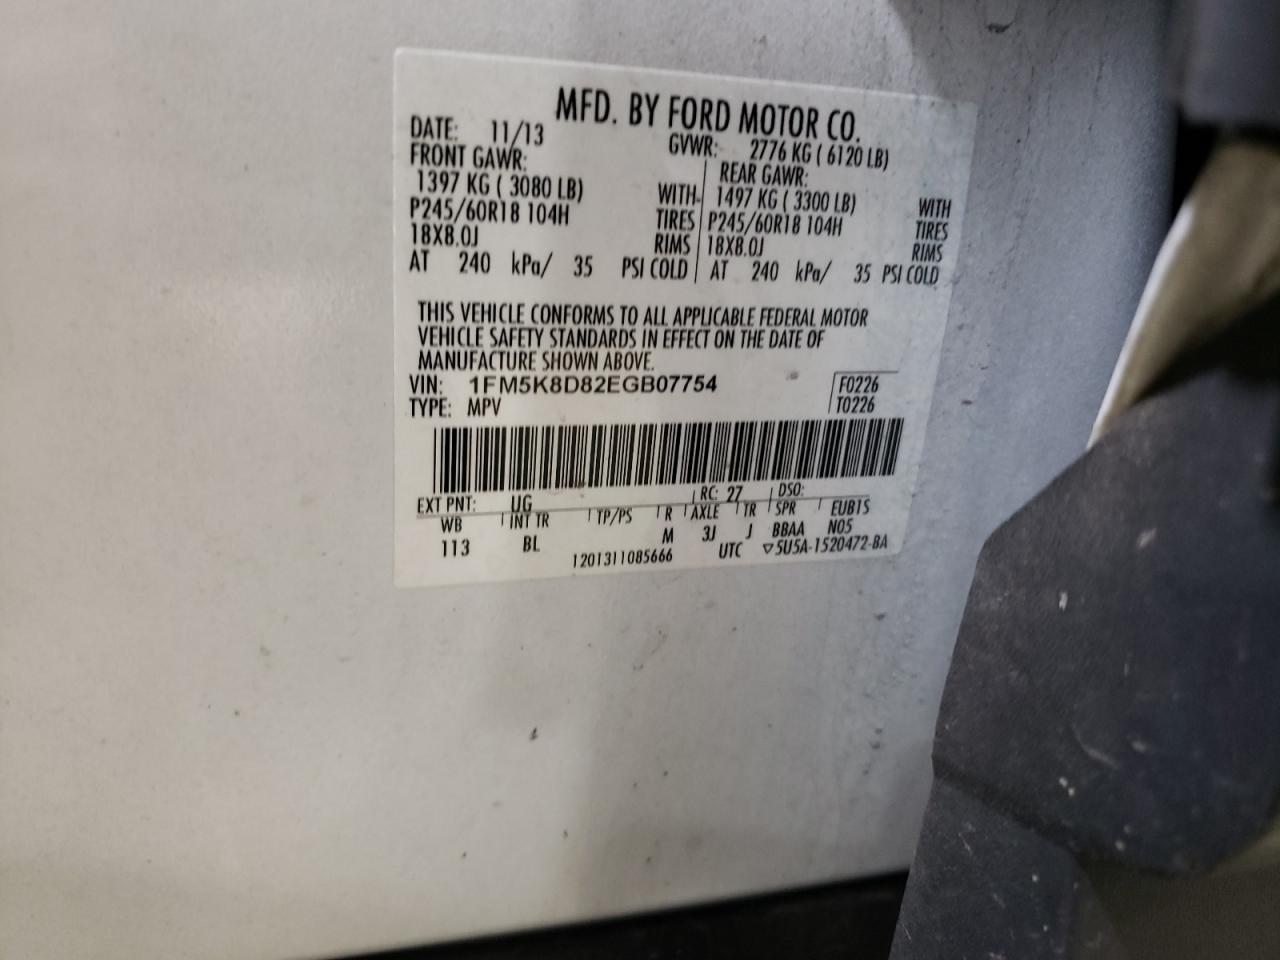 MFD. BY FORD MOTOR CO.
DATE: 11/13 GVWR: 2776 KG ( 6120 LB)
FRONT GAWR: REAR GAWR:
1397 KG ( 3080 LB) WITH 1497 KG ( 3300 LB) WITH
P245/60R18 104H TIRES P245/60R18 104H TIRES
18X8.0J RIMS 18X8.0J RIMS
AT 240 kPa/ 35 PSI COLD AT 240 kPa/ 35 PSI COLD
THIS VEHICLE CONFORMS TO ALL APPLICABLE FEDERAL MOTOR
VEHICLE SAFETY STANDARDS IN EFFECT ON THE DATE OF
MANUFACTURE SHOWN ABOVE.
VIN: 1FM5K8D82EGB07754 F0226
TYPE: MPV T0226
EXT PNT: UG RC: 27 DSO:
WB INT TR TP/PS R AXLE TR SPR EUB15
113 BL M 3J J BBAA N05
1201311085666 UTC ▽5U5A-1520472-BA